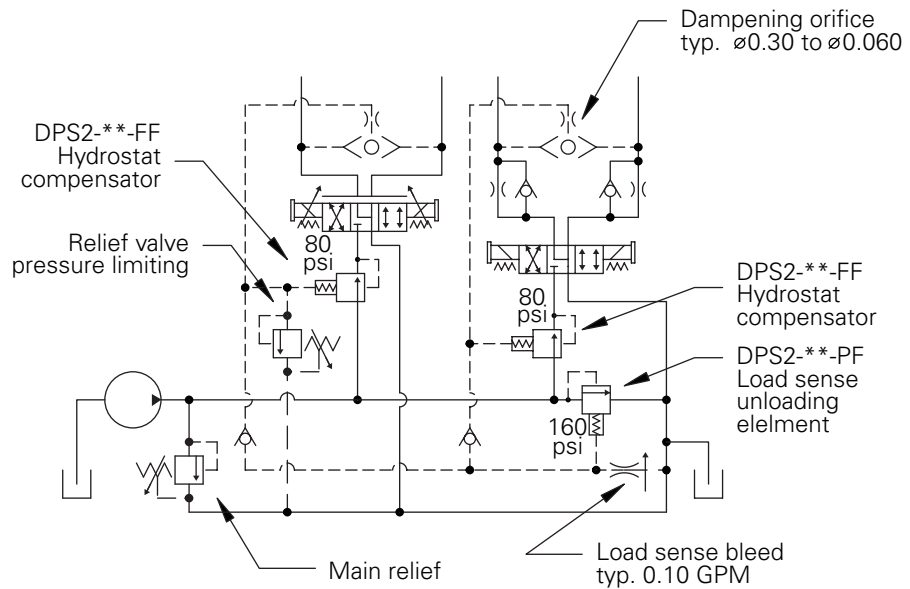 Dampening orifice
typ. ⌀0.30 to ⌀0.060
DPS2-**-FF
Hydrostat
compensator
Relief valve
pressure limiting
80
psi
80
psi
DPS2-**-FF
Hydrostat
compensator
DPS2-**-PF
Load sense
unloading
elelment
160
psi
Main relief
Load sense bleed
typ. 0.10 GPM